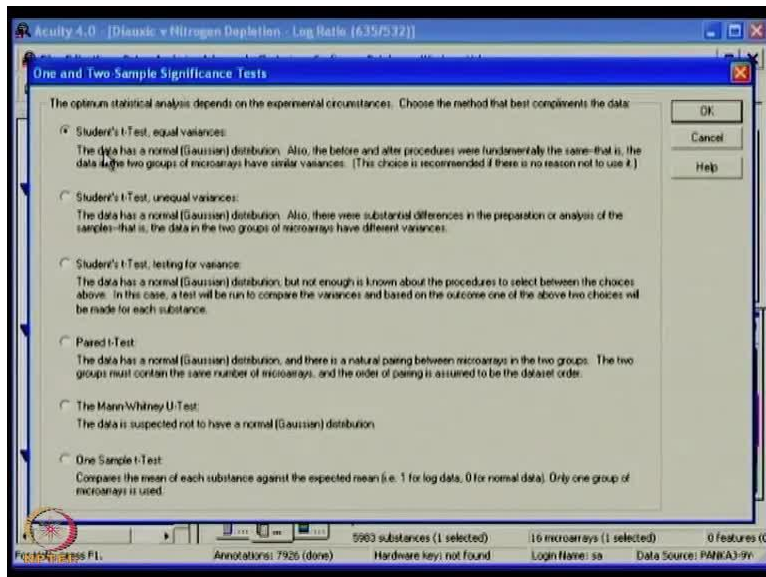 Acuity 4.0 - [Diauxic v Nitrogen Depletion - Log Ratio (635/532)]
One and Two-Sample Significance Tests
The optimum statistical analysis depends on the experimental circumstances. Choose the method that best compliments the data:
OK
Cancel
Help
Student's t-Test, equal variances:
The data has a normal (Gaussian) distribution. Also, the before and after procedures were fundamentally the same--that is, the
data in the two groups of microarrays have similar variances. (This choice is recommended if there is no reason not to use it.)
Student's t-Test, unequal variances:
The data has a normal (Gaussian) distribution. Also, there were substantial differences in the preparation or analysis of the
samples--that is, the data in the two groups of microarrays have different variances.
Student's t-Test, testing for variance:
The data has a normal (Gaussian) distribution, but not enough is known about the procedures to select between the choices
above. In this case, a test will be run to compare the variances and based on the outcome one of the above two choices will
be made for each substance.
Paired t-Test:
The data has a normal (Gaussian) distribution, and there is a natural pairing between microarrays in the two groups. The two
groups must contain the same number of microarrays, and the order of pairing is assumed to be the dataset order.
The Mann-Whitney U-Test:
The data is suspected not to have a normal (Gaussian) distribution.
One Sample t-Test:
Compares the mean of each substance against the expected mean (i.e. 1 for log data, 0 for normal data). Only one group of
microarrays is used.
5983 substances (1 selected)
16 microarrays (1 selected)
0 features (0
press F1.
Annotations: 7926 (done)
Hardware key: not found
Login Name: sa
Data Source: PANKAJ-9Y
NPTEL